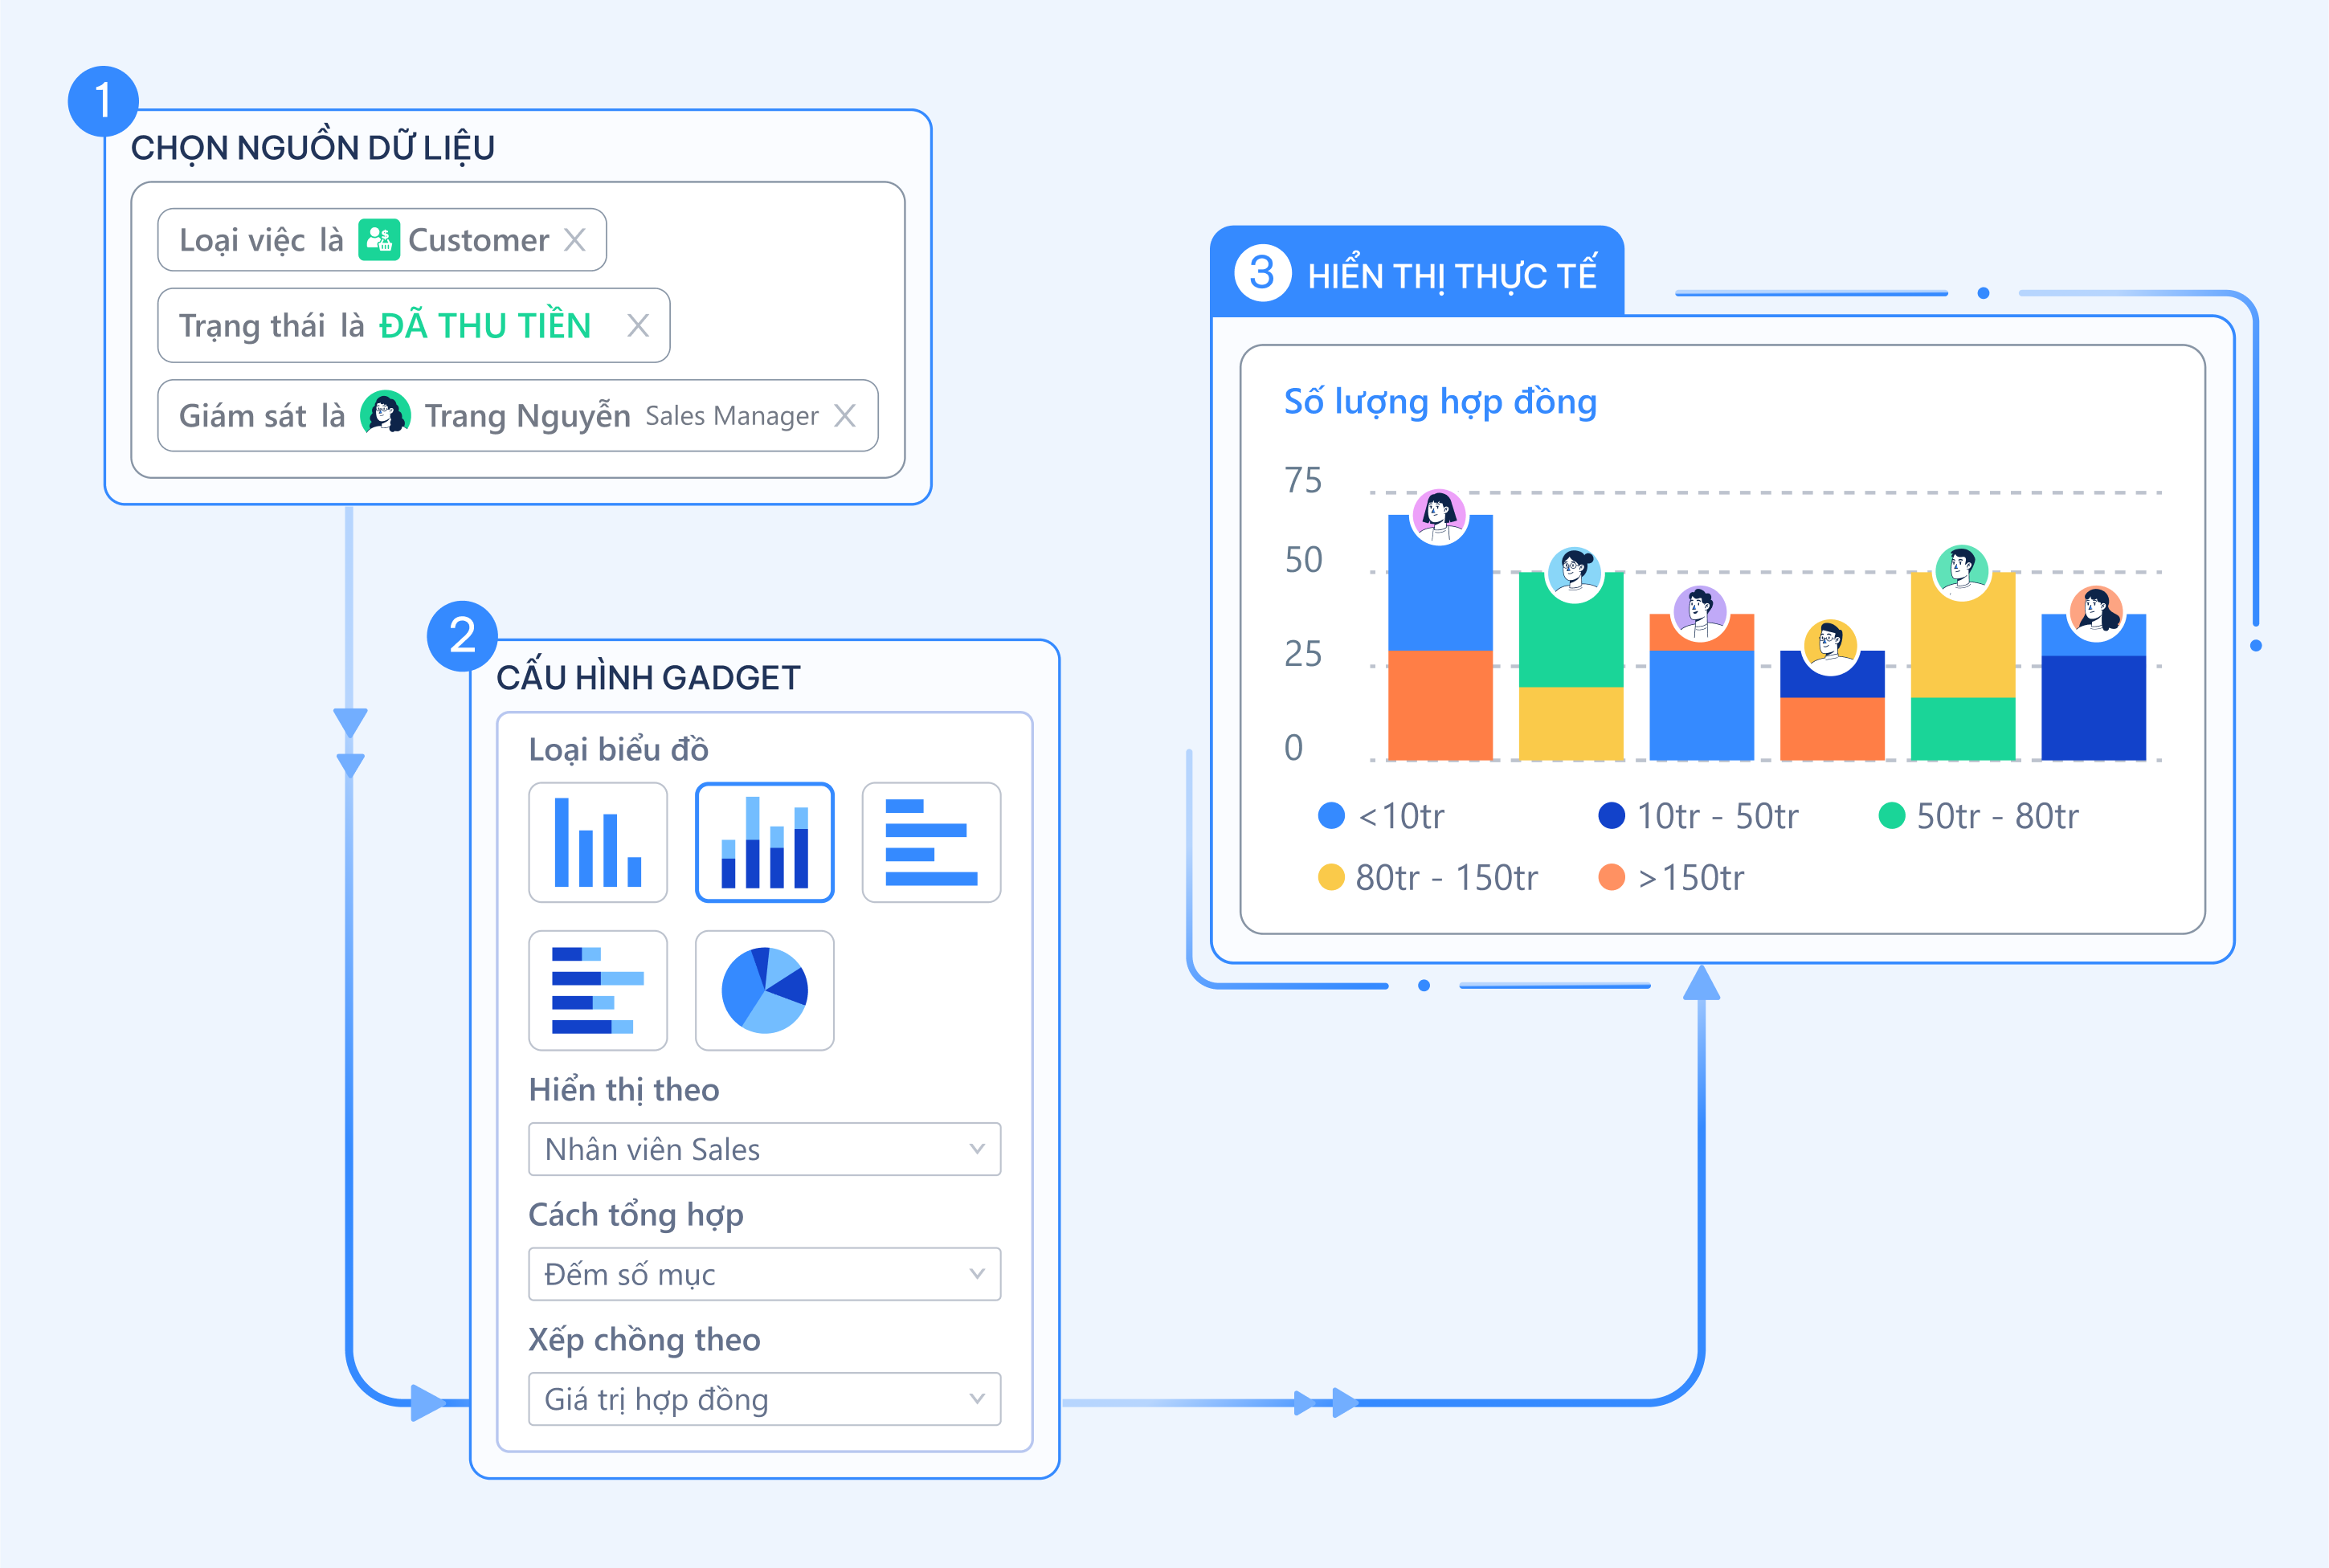 1
CHỌN NGUỒN DỮ LIỆU
Loại việc là Customer X
Trạng thái là ĐÃ THU TIỀN X
Giám sát là Trang Nguyễn Sales Manager X
2
CẤU HÌNH GADGET
Loại biểu đồ
Hiển thị theo
Nhân viên Sales
Cách tổng hợp
Đếm số mục
Xếp chồng theo
Giá trị hợp đồng
3 HIỂN THỊ THỰC TẾ
Số lượng hợp đồng
75
50
25
0
<10tr 10tr - 50tr 50tr - 80tr
80tr - 150tr >150tr